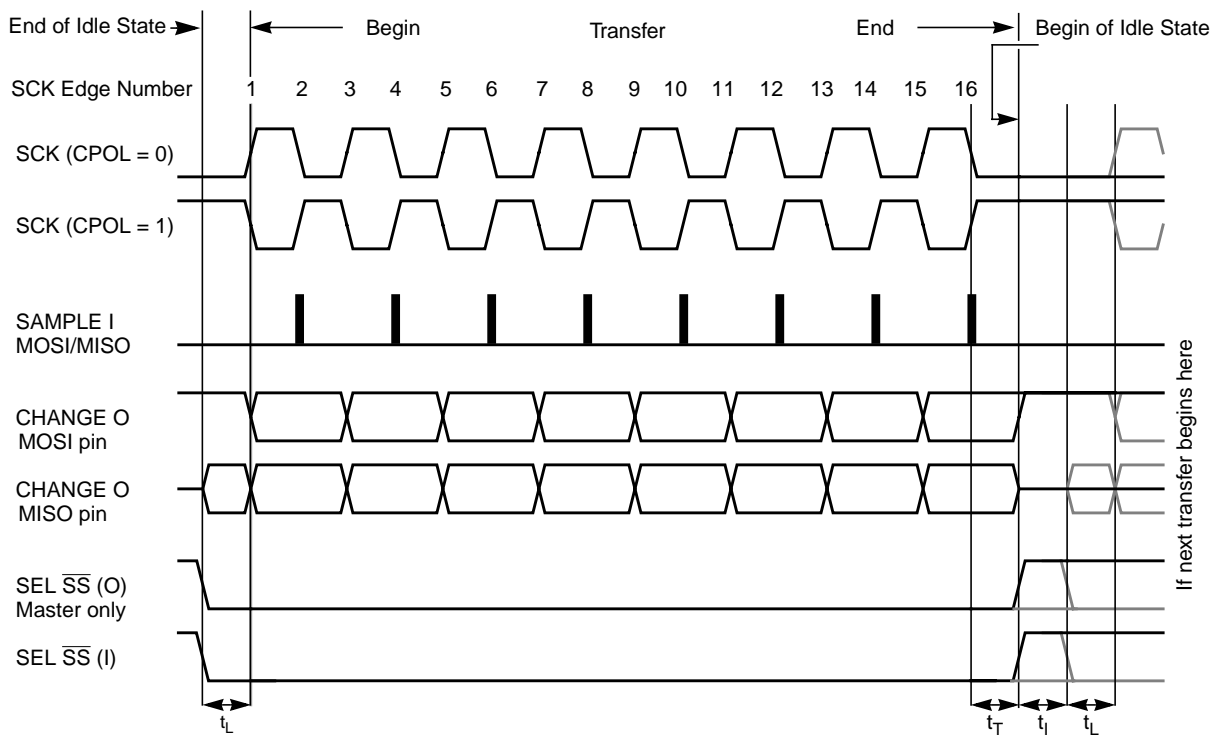 End of Idle State
Begin
Transfer
End
Begin of Idle State
SCK Edge Number
1 2 3 4 5 6 7 8 9 10 11 12 13 14 15 16
SCK (CPOL = 0)
SCK (CPOL = 1)
SAMPLE I
MOSI/MISO
CHANGE O
MOSI pin
CHANGE O
MISO pin
SEL SS (O)
Master only
SEL SS (I)
If next transfer begins here
tL
tT
tI
tL